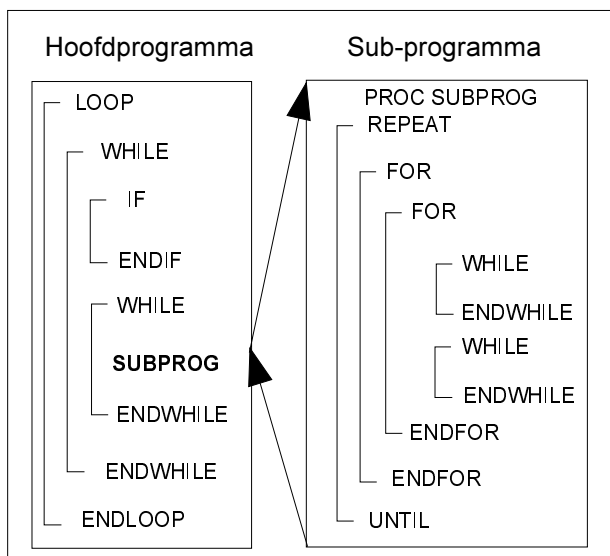 Hoofdprogramma
LOOP
WHILE
IF
ENDIF
WHILE
SUBPROG
ENDWHILE
ENDWHILE
ENDLOOP
Sub-programma
PROC SUBPROG
REPEAT
FOR
FOR
WHILE
ENDWHILE
WHILE
ENDWHILE
ENDFOR
ENDFOR
UNTIL